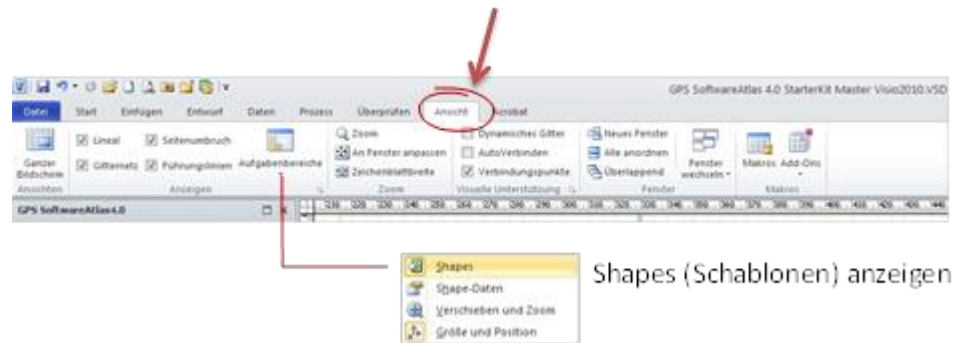 GPS SoftwareAtlas 4.0 StarterKit Master Visio2010.VSD
Datei Start Einfügen Entwurf Daten Prozess Überprüfen Ansicht Acrobat
Ganzer Bildschirm
Lineal Seitenumbruch
Gitternetz Führungslinien
Aufgabenbereiche
Zoom
An Fenster anpassen
Zeichenblattbreite
Dynamisches Gitter
AutoVerbinden
Verbindungspunkte
Neues Fenster
Alle anordnen
Überlappend
Fenster wechseln
Makros Add-Ons
Ansichten Anzeigen Zoom Visuelle Unterstützung Fenster Makros
GPS SoftwareAtlas4.0
Shapes
Shape-Daten
Verschieben und Zoom
Größe und Position
Shapes (Schablonen) anzeigen